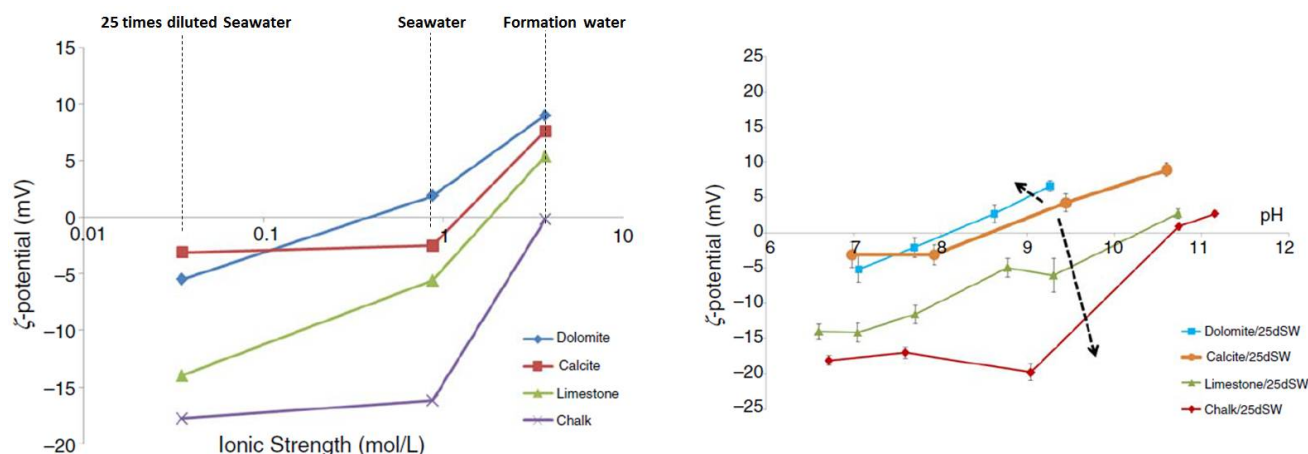 25 times diluted Seawater
Seawater
Formation water
15
10
5
0
−5
−10
−15
−20
0.01
0.1
1
10
ζ-potential (mV)
Ionic Strength (mol/L)
Dolomite
Calcite
Limestone
Chalk
25
20
15
10
5
0
−5
−10
−15
−20
−25
6
7
8
9
10
11
12
pH
ζ-potential (mV)
Dolomite/25dSW
Calcite/25dSW
Limestone/25dSW
Chalk/25dSW